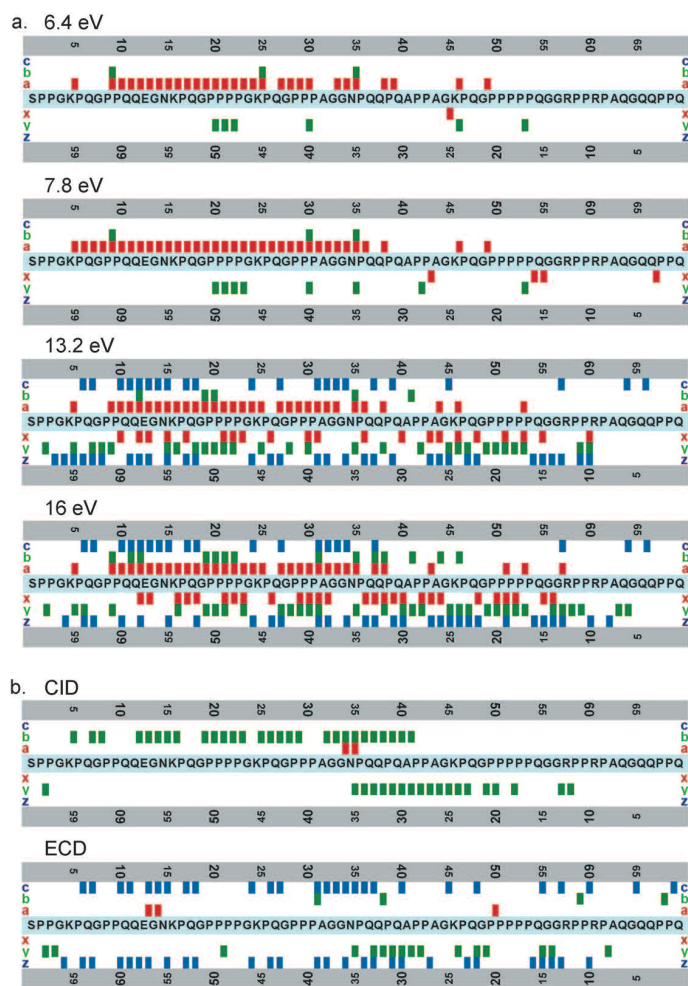 a.
6.4 eV
5 10 15 20 25 30 35 40 45 50 55 60 65
c c
b b
a a
SPPGKPQGPPQQEGNKPQGPPPPGKPQGPPPAGGNPQQPQAPPAGKPQGPPPPPQGGRPPRPAQGQQPPQ
x x
y y
z z
65 60 55 50 45 40 35 30 25 20 15 10 5
7.8 eV
5 10 15 20 25 30 35 40 45 50 55 60 65
c c
b b
a a
SPPGKPQGPPQQEGNKPQGPPPPGKPQGPPPAGGNPQQPQAPPAGKPQGPPPPPQGGRPPRPAQGQQPPQ
x x
y y
z z
65 60 55 50 45 40 35 30 25 20 15 10 5
13.2 eV
5 10 15 20 25 30 35 40 45 50 55 60 65
c c
b b
a a
SPPGKPQGPPQQEGNKPQGPPPPGKPQGPPPAGGNPQQPQAPPAGKPQGPPPPPQGGRPPRPAQGQQPPQ
x x
y y
z z
65 60 55 50 45 40 35 30 25 20 15 10 5
16 eV
5 10 15 20 25 30 35 40 45 50 55 60 65
c c
b b
a a
SPPGKPQGPPQQEGNKPQGPPPPGKPQGPPPAGGNPQQPQAPPAGKPQGPPPPPQGGRPPRPAQGQQPPQ
x x
y y
z z
65 60 55 50 45 40 35 30 25 20 15 10 5
b.
CID
5 10 15 20 25 30 35 40 45 50 55 60 65
c c
b b
a a
SPPGKPQGPPQQEGNKPQGPPPPGKPQGPPPAGGNPQQPQAPPAGKPQGPPPPPQGGRPPRPAQGQQPPQ
x x
y y
z z
65 60 55 50 45 40 35 30 25 20 15 10 5
ECD
5 10 15 20 25 30 35 40 45 50 55 60 65
c c
b b
a a
SPPGKPQGPPQQEGNKPQGPPPPGKPQGPPPAGGNPQQPQAPPAGKPQGPPPPPQGGRPPRPAQGQQPPQ
x x
y y
z z
65 60 55 50 45 40 35 30 25 20 15 10 5